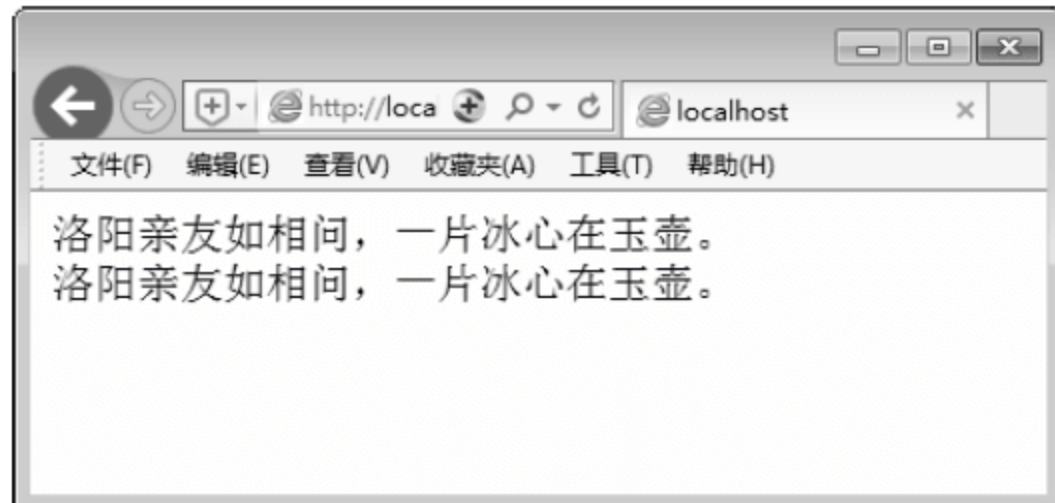 http://loca
localhost
文件(F) 编辑(E) 查看(V) 收藏夹(A) 工具(T) 帮助(H)
洛阳亲友如相问，一片冰心在玉壶。
洛阳亲友如相问，一片冰心在玉壶。